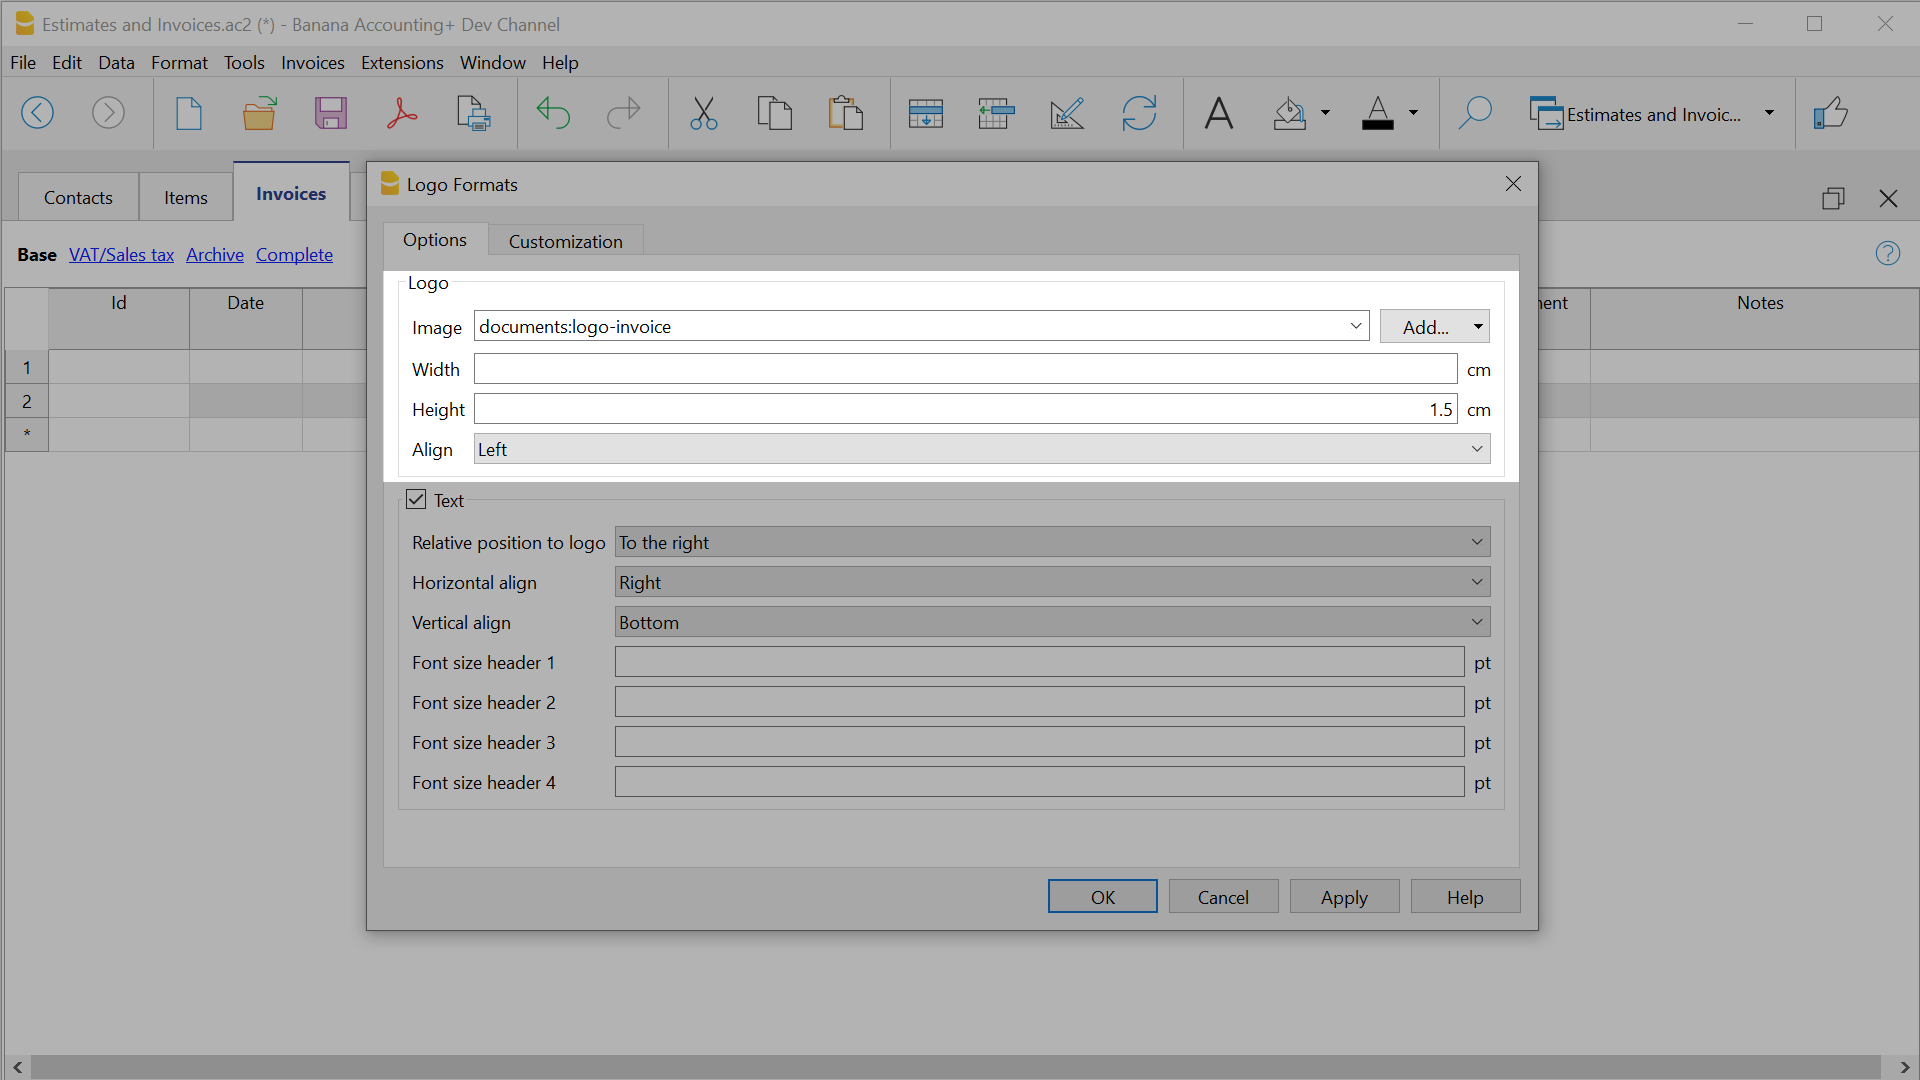 Estimates and Invoices.ac2 (*) - Banana Accounting+ Dev Channel
File Edit Data Format Tools Invoices Extensions Window Help
Estimates and Invoic...
Contacts Items Invoices
Logo Formats
Options Customization
Base VAT/Sales tax Archive Complete
Id Date Notes
Logo
Image documents:logo-invoice Add...
Width cm
Height 1.5 cm
Align Left
1
2
*
Text
Relative position to logo To the right
Horizontal align Right
Vertical align Bottom
Font size header 1 pt
Font size header 2 pt
Font size header 3 pt
Font size header 4 pt
OK Cancel Apply Help